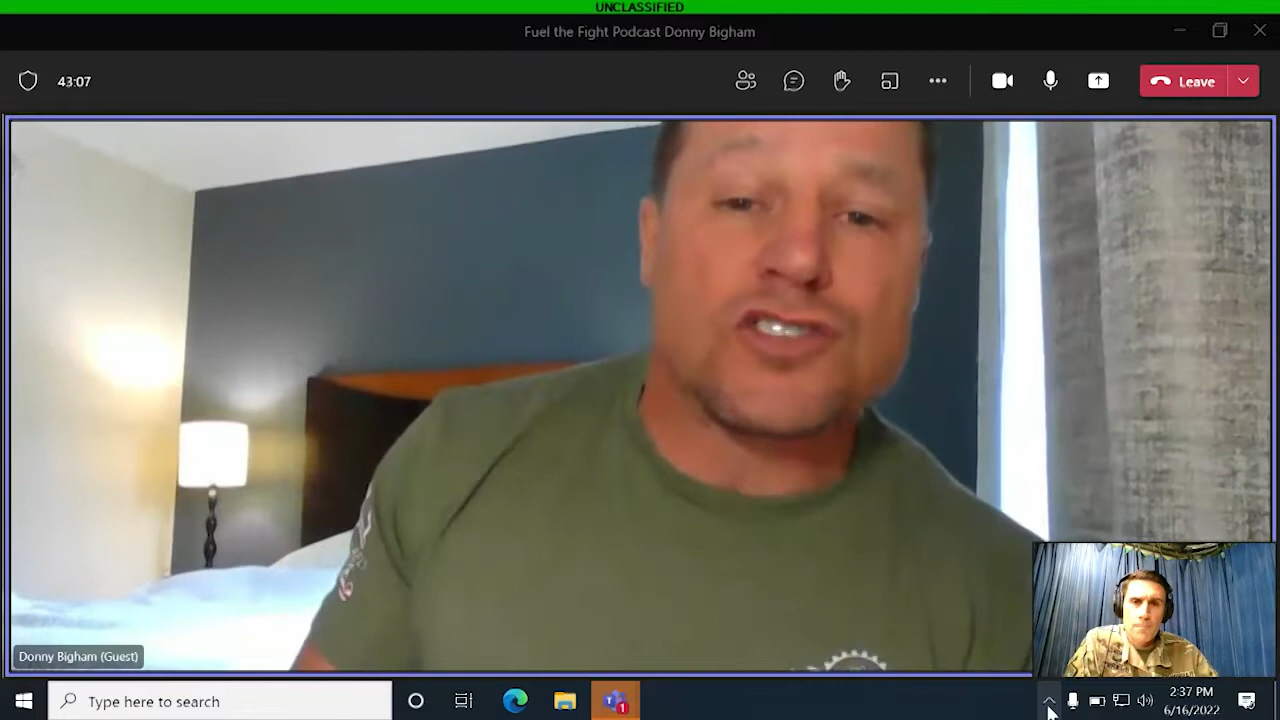 UNCLASSIFIED
Fuel the Fight Podcast Donny Bigham
43:07
Leave
Donny Bigham (Guest)
Type here to search
1
2:37 PM
6/16/2022